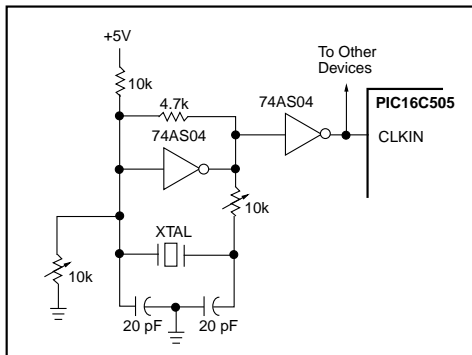 +5V
To Other
Devices
10k
4.7k
74AS04
PIC16C505
74AS04
CLKIN
10k
XTAL
10k
20 pF
20 pF